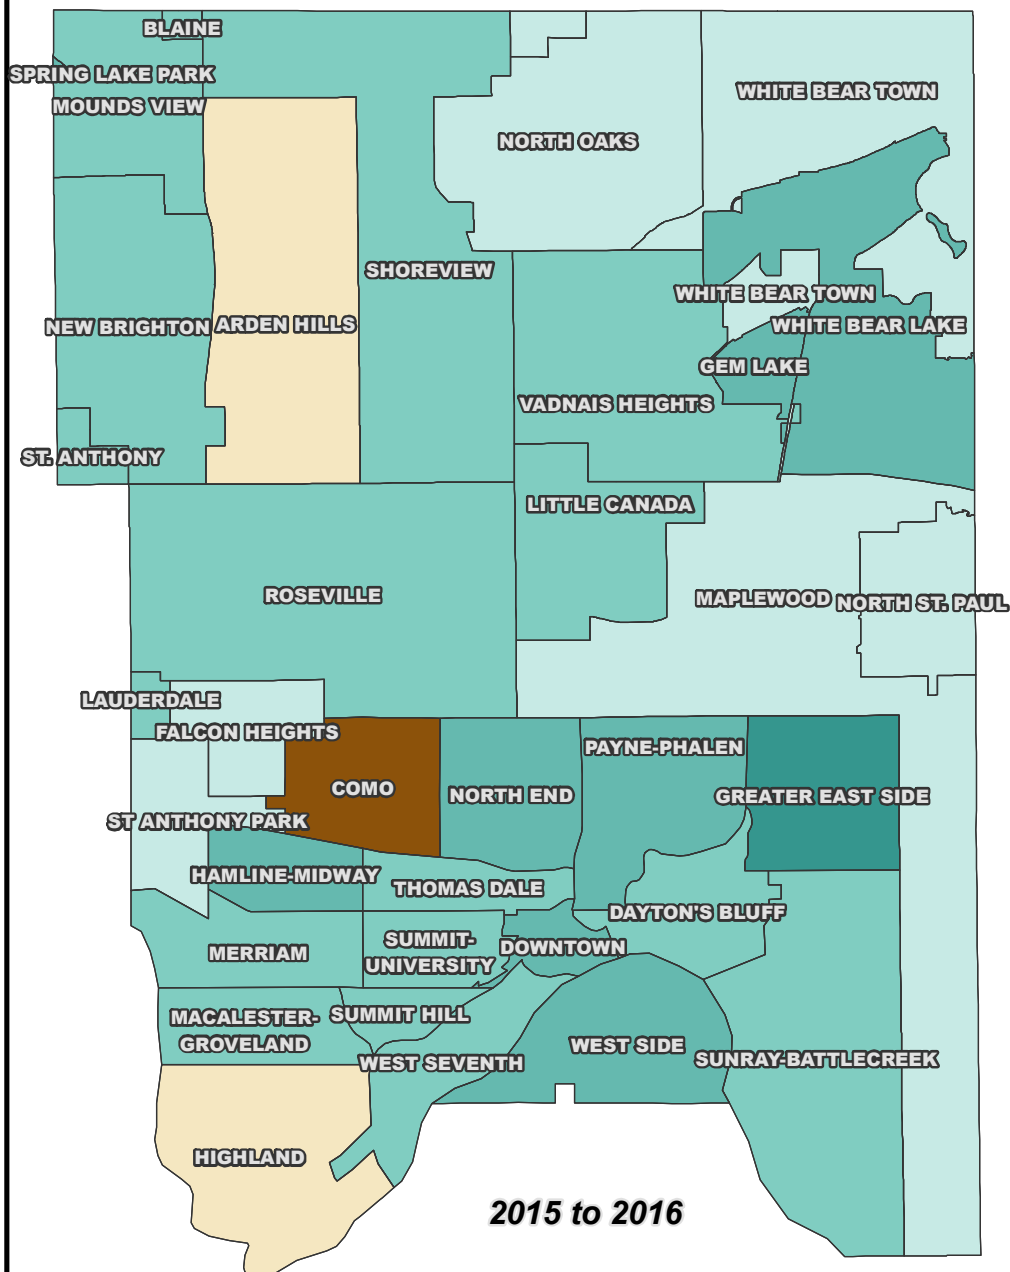 BLAINE
SPRING LAKE PARK
WHITE BEAR TOWN
MOUNDS VIEW
NORTH OAKS
SHOREVIEW
WHITE BEAR TOWN
NEW BRIGHTON
ARDEN HILLS
WHITE BEAR LAKE
GEM LAKE
VADNAIS HEIGHTS
ST. ANTHONY
LITTLE CANADA
ROSEVILLE
MAPLEWOOD
NORTH ST. PAUL
LAUDERDALE
FALCON HEIGHTS
PAYNE-PHALEN
COMO
NORTH END
GREATER EAST SIDE
ST ANTHONY PARK
HAMLINE-MIDWAY
THOMAS DALE
DAYTON'S BLUFF
MERRIAM
SUMMIT-
UNIVERSITY
DOWNTOWN
MACALESTER-
GROVELAND
SUMMIT HILL
WEST SIDE
WEST SEVENTH
SUNRAY-BATTLECREEK
HIGHLAND
2015 to 2016